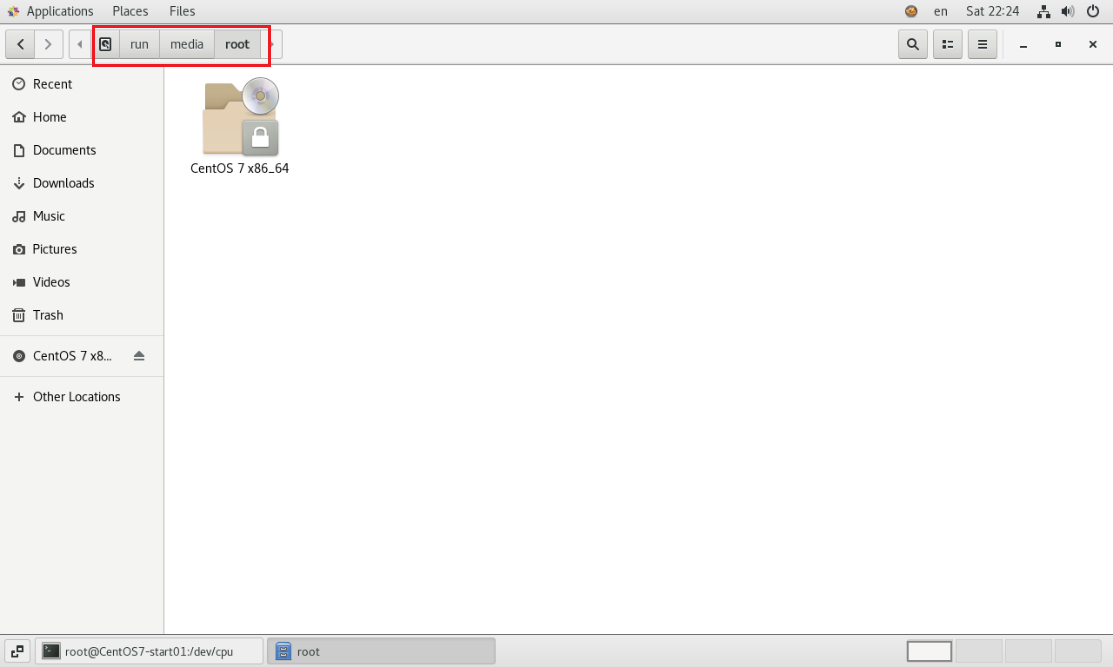 Applications Places Files en Sat 22:24
run media root
Recent
Home
Documents
Downloads
Music
Pictures
Videos
Trash
CentOS 7 x8...
Other Locations
CentOS 7 x86_64
root@CentOS7-start01:/dev/cpu root